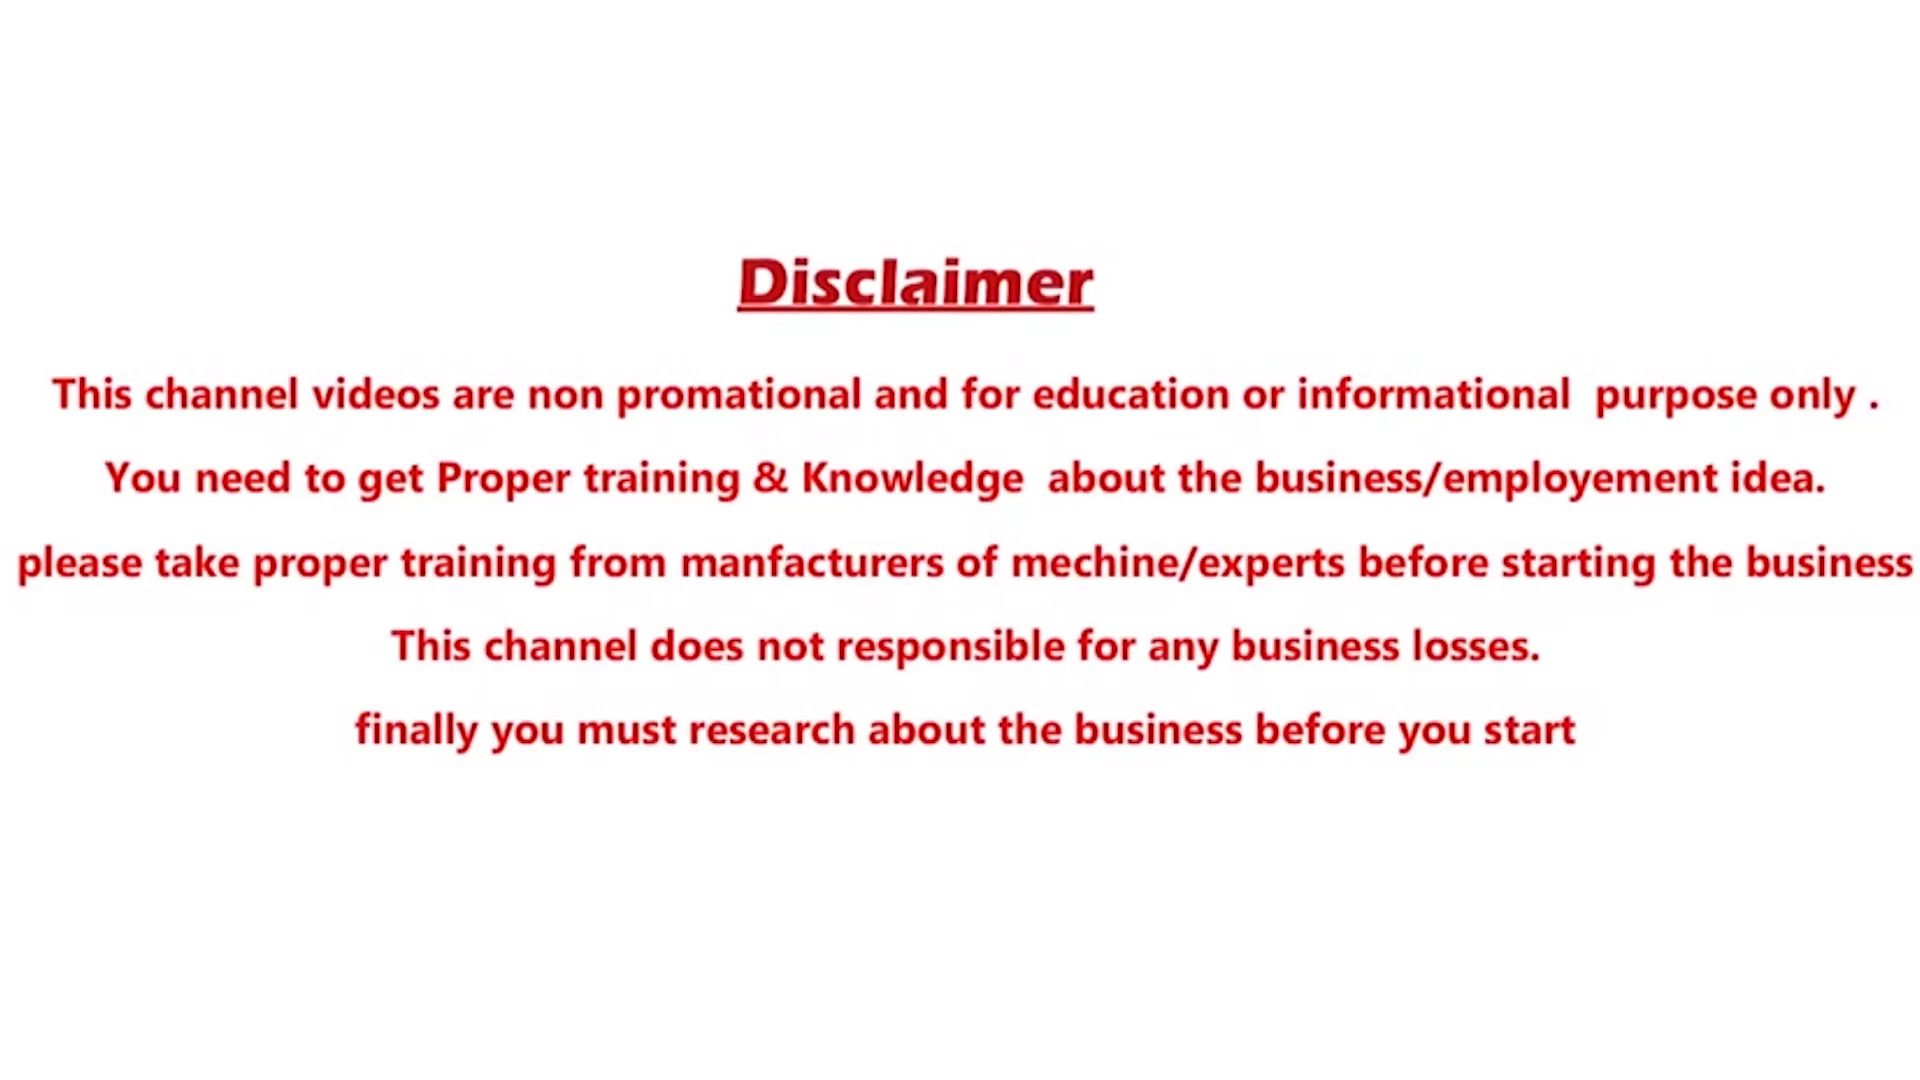 Disclaimer
This channel videos are non promational and for education or informational purpose only .
You need to get Proper training & Knowledge about the business/employement idea.
please take proper training from manfacturers of mechine/experts before starting the business
This channel does not responsible for any business losses.
finally you must research about the business before you start